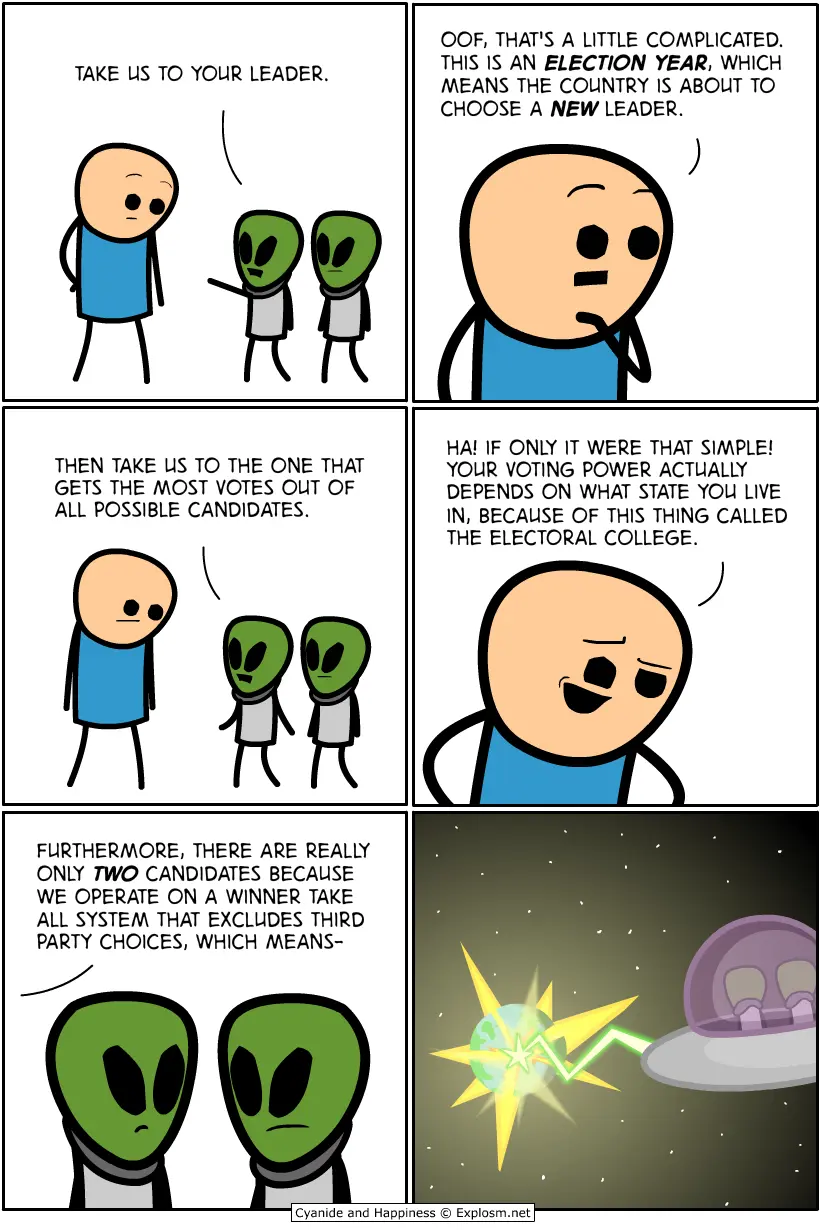 TAKE US TO YOUR LEADER.
OOF, THAT'S A LITTLE COMPLICATED.
THIS IS AN ELECTION YEAR, WHICH
MEANS THE COUNTRY IS ABOUT TO
CHOOSE A NEW LEADER.
THEN TAKE US TO THE ONE THAT
GETS THE MOST VOTES OUT OF
ALL POSSIBLE CANDIDATES.
HA! IF ONLY IT WERE THAT SIMPLE!
YOUR VOTING POWER ACTUALLY
DEPENDS ON WHAT STATE YOU LIVE
IN, BECAUSE OF THIS THING CALLED
THE ELECTORAL COLLEGE.
FURTHERMORE, THERE ARE REALLY
ONLY TWO CANDIDATES BECAUSE
WE OPERATE ON A WINNER TAKE
ALL SYSTEM THAT EXCLUDES THIRD
PARTY CHOICES, WHICH MEANS-
Cyanide and Happiness © Explosm.net